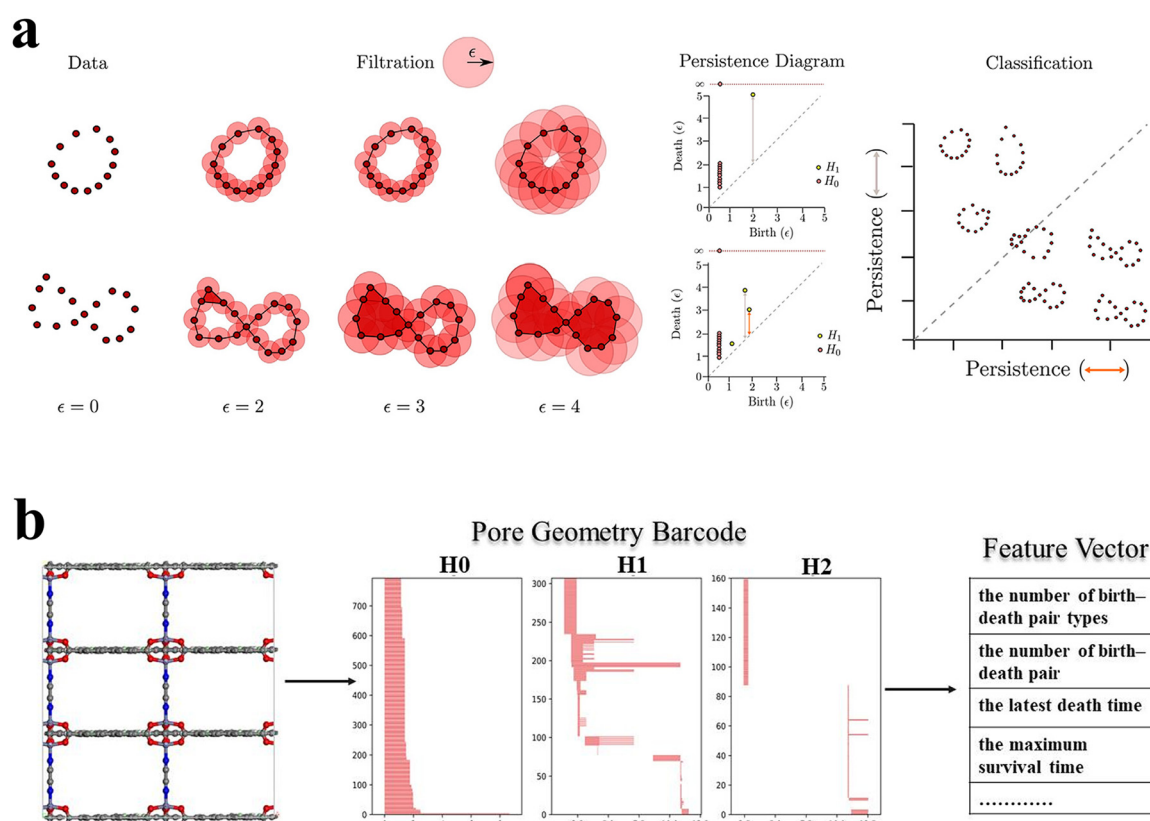 a
Data
Filtration
ϵ
Persistence Diagram
Classification
∞
5
4
3
2
1
0
Death (ϵ)
H1
H0
0 1 2 3 4 5
Birth (ϵ)
Persistence ( )
∞
5
4
3
2
1
0
Death (ϵ)
H1
H0
0 1 2 3 4 5
Birth (ϵ)
Persistence ( )
ϵ = 0
ϵ = 2
ϵ = 3
ϵ = 4
b
Pore Geometry Barcode
H0
H1
H2
Feature Vector
700
600
500
400
300
200
100
0
300
250
200
150
100
50
0
160
140
120
100
80
60
40
20
0
the number of birth–
death pair types
the number of birth–
death pair
the latest death time
the maximum
survival time
…………